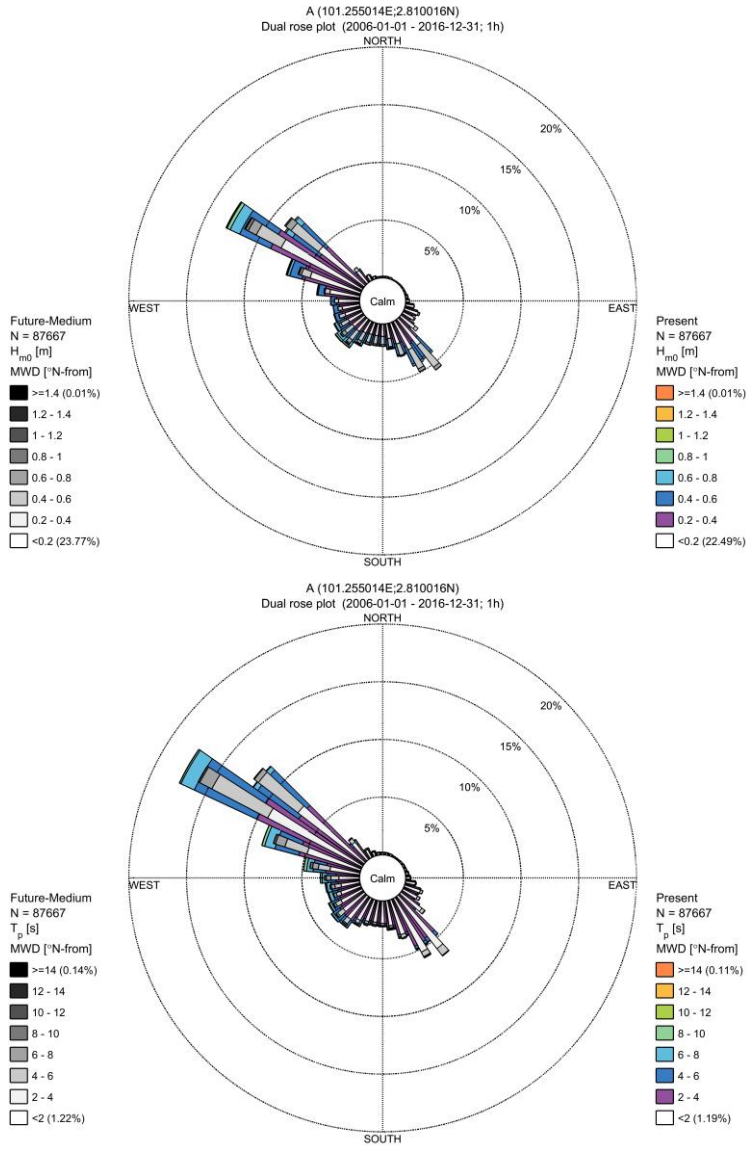 A (101.255014E;2.810016N)
Dual rose plot (2006-01-01 - 2016-12-31; 1h)
NORTH
20%
15%
10%
5%
WEST
Calm
EAST
SOUTH
Future-Medium
N = 87667
Hm0 [m]
MWD [°N-from]
>=1.4 (0.01%)
1.2 - 1.4
1 - 1.2
0.8 - 1
0.6 - 0.8
0.4 - 0.6
0.2 - 0.4
<0.2 (23.77%)
Present
N = 87667
Hm0 [m]
MWD [°N-from]
>=1.4 (0.01%)
1.2 - 1.4
1 - 1.2
0.8 - 1
0.6 - 0.8
0.4 - 0.6
0.2 - 0.4
<0.2 (22.49%)
A (101.255014E;2.810016N)
Dual rose plot (2006-01-01 - 2016-12-31; 1h)
NORTH
20%
15%
10%
5%
WEST
Calm
EAST
SOUTH
Future-Medium
N = 87667
Tp [s]
MWD [°N-from]
>=14 (0.14%)
12 - 14
10 - 12
8 - 10
6 - 8
4 - 6
2 - 4
<2 (1.22%)
Present
N = 87667
Tp [s]
MWD [°N-from]
>=14 (0.11%)
12 - 14
10 - 12
8 - 10
6 - 8
4 - 6
2 - 4
<2 (1.19%)